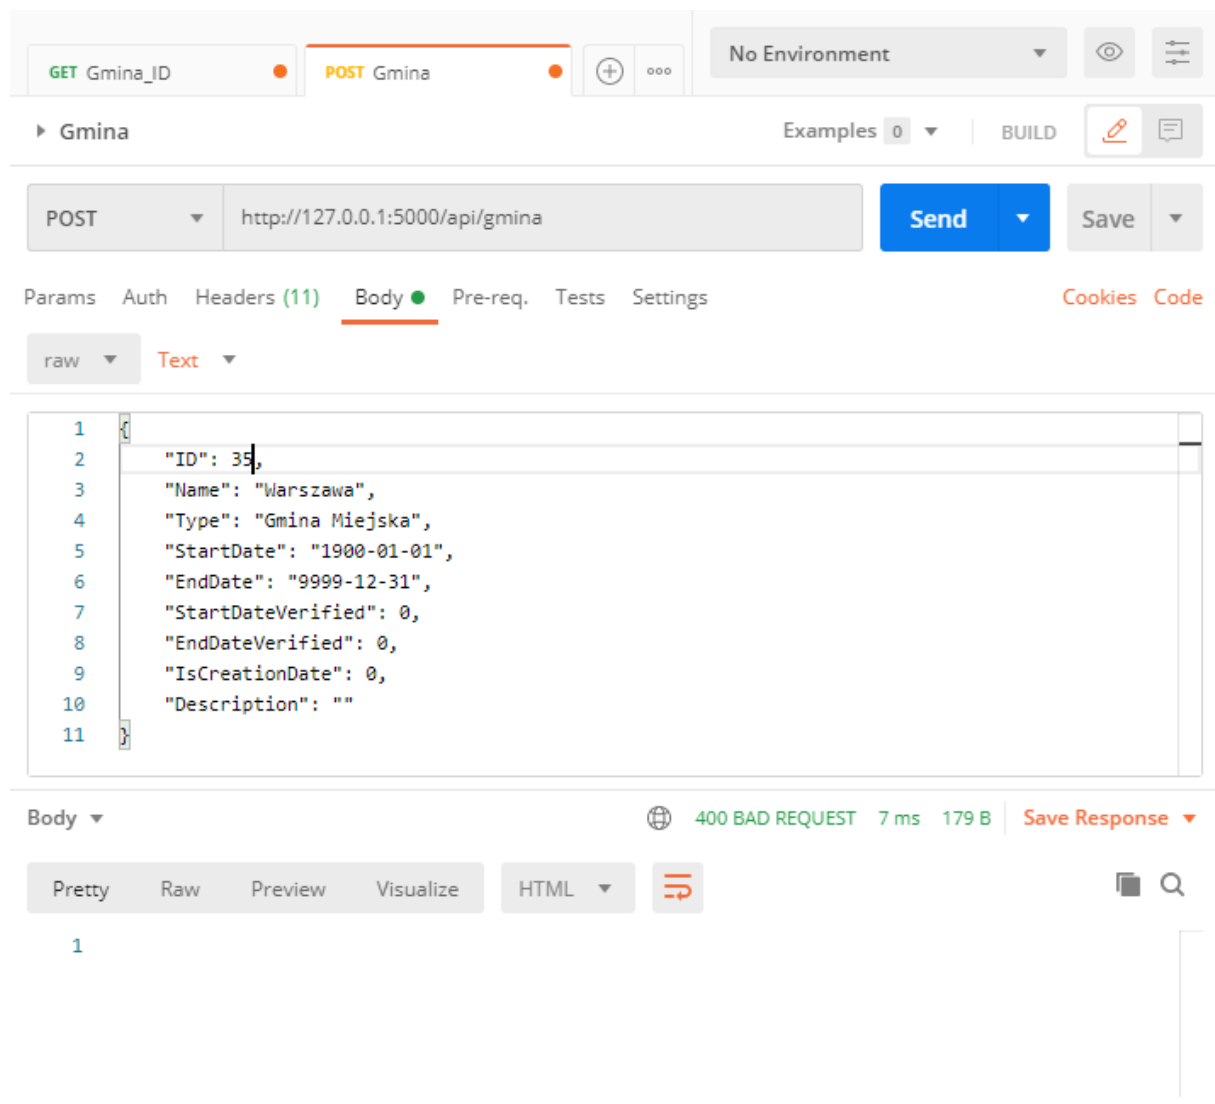 GET Gmina_ID
POST Gmina
No Environment
Gmina
Examples 0
BUILD
POST
http://127.0.0.1:5000/api/gmina
Send
Save
Params Auth Headers (11) Body Pre-req. Tests Settings Cookies Code
raw Text
1 {
2 "ID": 35,
3 "Name": "Warszawa",
4 "Type": "Gmina Miejska",
5 "StartDate": "1900-01-01",
6 "EndDate": "9999-12-31",
7 "StartDateVerified": 0,
8 "EndDateVerified": 0,
9 "IsCreationDate": 0,
10 "Description": ""
11 }
Body 400 BAD REQUEST 7 ms 179 B Save Response
Pretty Raw Preview Visualize HTML
1